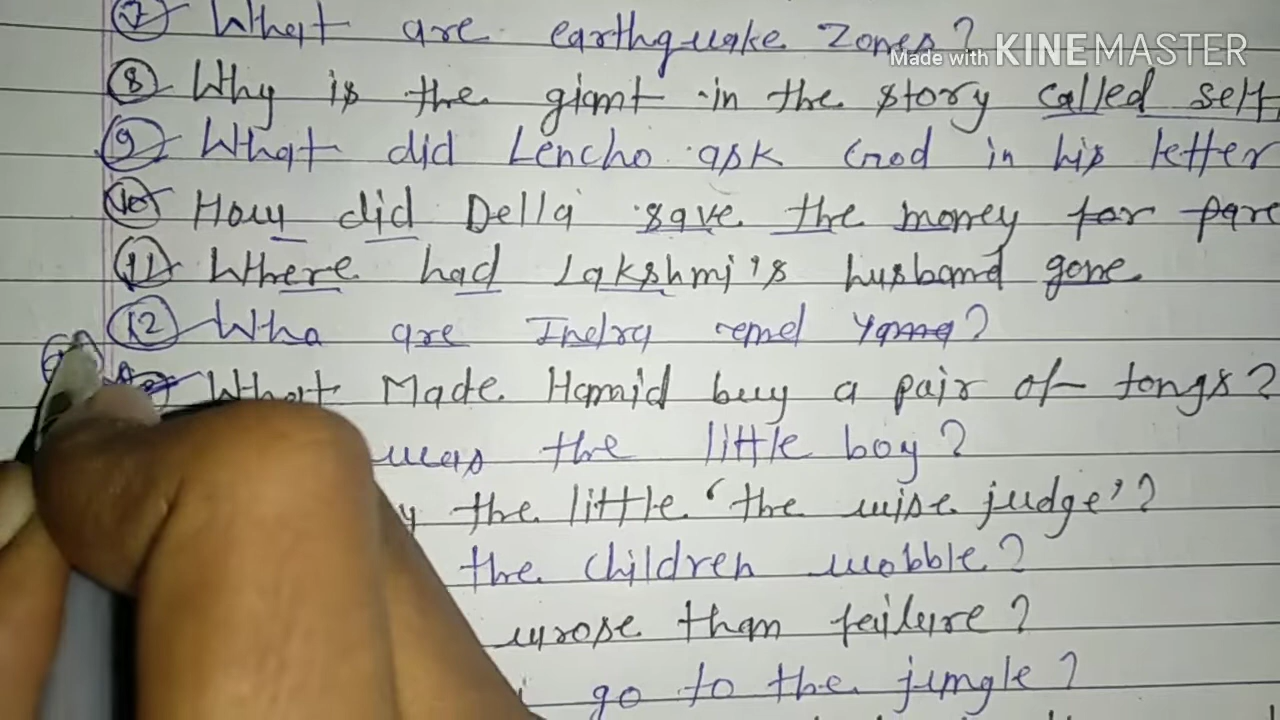 7 What are earthquake zones?
Made with KINEMASTER
8 Why is the giant in the story called self
9 What did Lencho ask God in his letter
10 How did Della save the money for pare
11 Where had Lakshmi's husband gone
12 Who are Indra and Yama?
What Made Hamid buy a pair of tongs?
was the little boy?
y the little 'the wise judge'?
the children wobble?
wrose than failure?
go to the jungle?